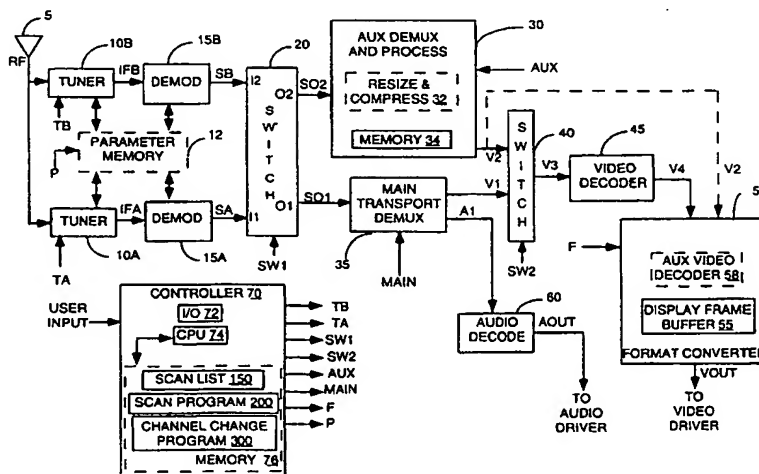 5
RF
10B
TUNER
IFB
15B
DEMOD
SB
TB
PARAMETER
MEMORY
12
P
TUNER
IFA
DEMOD
SA
10A
TA
15A
20
I2
O2
SWITCH
I1
O1
SW1
SO2
SO1
30
AUX DEMUX
AND PROCESS
RESIZE &
COMPRESS 32
MEMORY 34
AUX
V2
MAIN
TRANSPORT
DEMUX
35
MAIN
V1
A1
40
SWITCH
SW2
V3
45
VIDEO
DECODER
V4
V2
5
F
AUX VIDEO
DECODER 58
DISPLAY FRAME
BUFFER 55
FORMAT CONVERTER
VOUT
TO
VIDEO
DRIVER
60
AUDIO
DECODE
AOUT
TO
AUDIO
DRIVER
USER
INPUT
CONTROLLER 70
I/O 72
CPU 74
SCAN LIST 150
SCAN PROGRAM 200
CHANNEL CHANGE
PROGRAM 300
MEMORY 76
TB
TA
SW1
SW2
AUX
MAIN
F
P